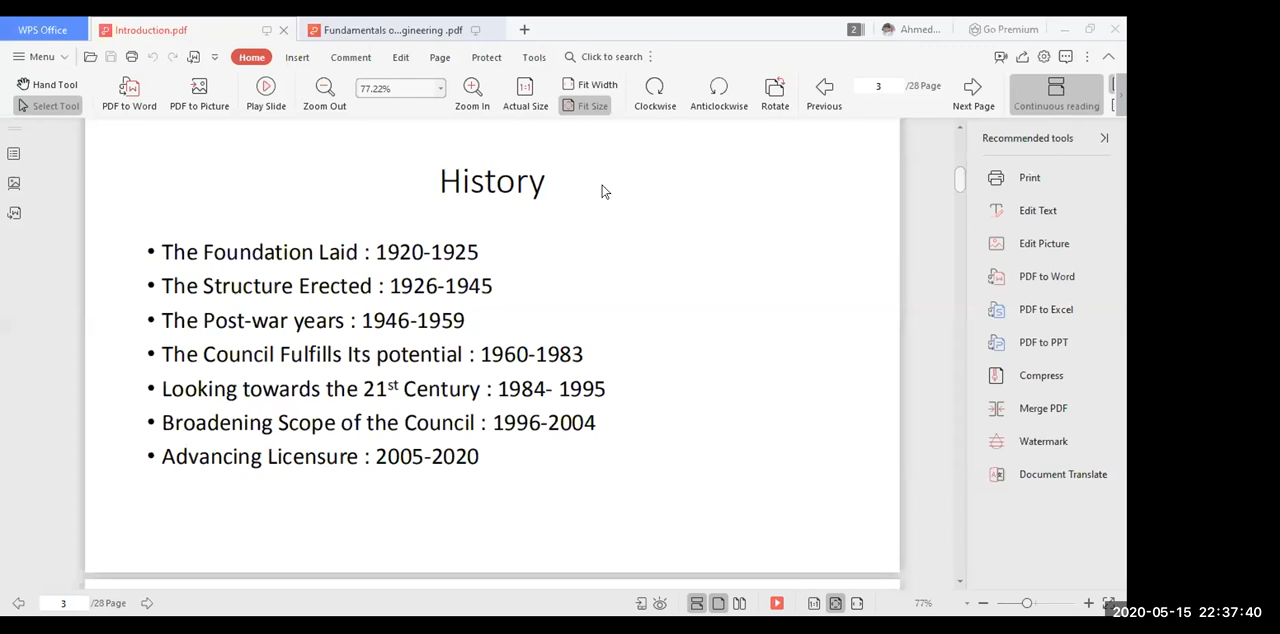 WPS Office
Introduction.pdf
Fundamentals o...gineering .pdf
2
Ahmed...
Go Premium
Menu
Home
Insert
Comment
Edit
Page
Protect
Tools
Click to search
Hand Tool
Select Tool
PDF to Word
PDF to Picture
Play Slide
Zoom Out
77.22%
Zoom In
1:1
Actual Size
Fit Width
Fit Size
Clockwise
Anticlockwise
Rotate
Previous
3 /28 Page
Next Page
Continuous reading
History
• The Foundation Laid : 1920-1925
• The Structure Erected : 1926-1945
• The Post-war years : 1946-1959
• The Council Fulfills Its potential : 1960-1983
• Looking towards the 21st Century : 1984- 1995
• Broadening Scope of the Council : 1996-2004
• Advancing Licensure : 2005-2020
Recommended tools
Print
Edit Text
Edit Picture
PDF to Word
PDF to Excel
PDF to PPT
Compress
Merge PDF
Watermark
Document Translate
3 /28 Page
77%
2020-05-15 22:37:40